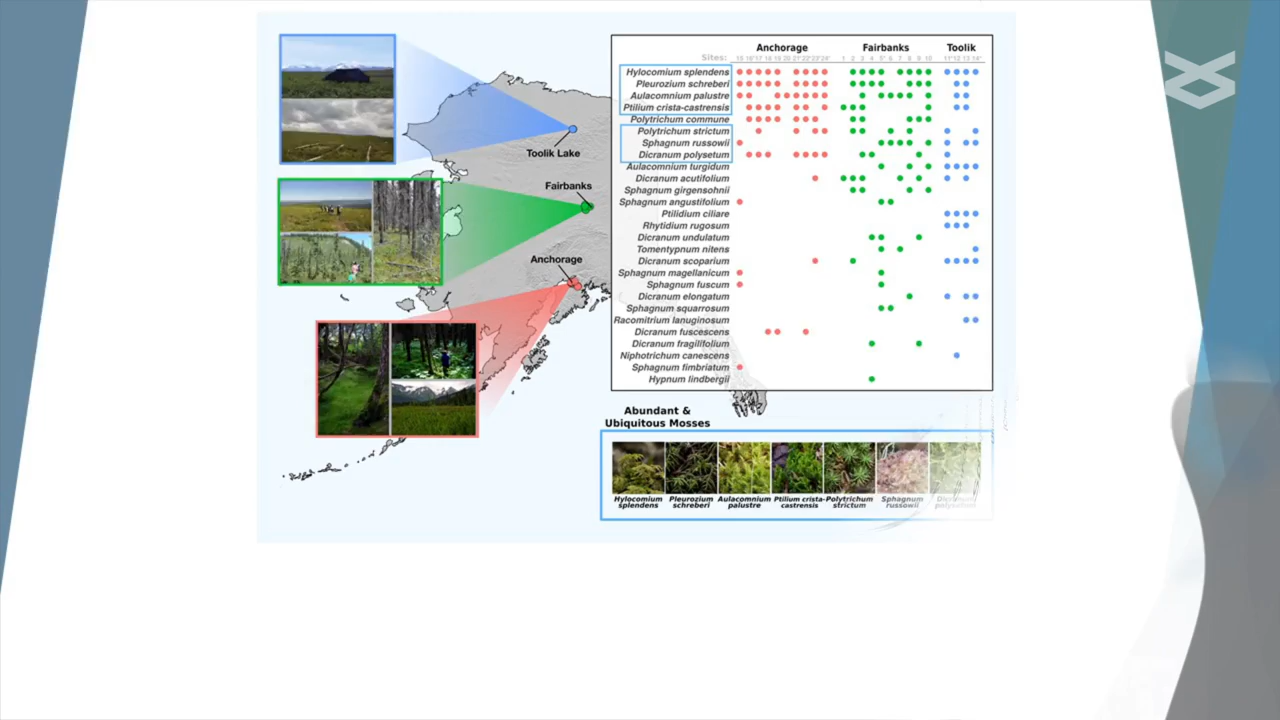 Anchorage Fairbanks Toolik
Sites:
Hylocomium splendens
Pleurozium schreberi
Aulacomnium palustre
Ptilium crista-castrensis
Polytrichum commune
Polytrichum strictum
Sphagnum russowii
Dicranum polysetum
Aulacomnium turgidum
Dicranum acutifolium
Sphagnum girgensohnii
Sphagnum angustifolium
Ptilidium ciliare
Rhytidium rugosum
Dicranum undulatum
Tomentypnum nitens
Dicranum scoparium
Sphagnum magellanicum
Sphagnum fuscum
Dicranum elongatum
Sphagnum squarrosum
Racomitrium lanuginosum
Dicranum fuscescens
Dicranum fragilifolium
Niphotrichum canescens
Sphagnum fimbriatum
Hypnum lindbergii
Toolik Lake
Fairbanks
Anchorage
Abundant &
Ubiquitous Mosses
Hylocomium Pleurozium Aulacomnium Ptilium crista- Polytrichum Sphagnum
splendens schreberi palustre castrensis strictum russowii